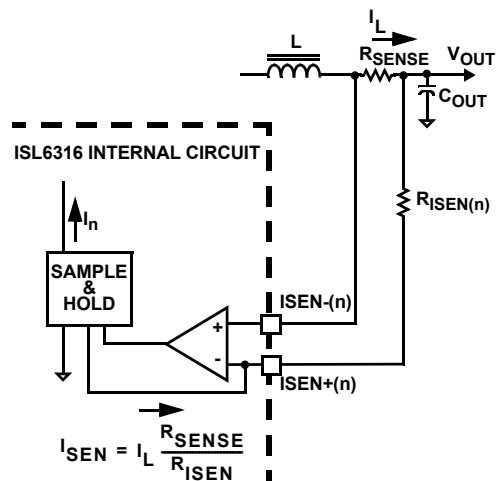 I_L
L
R_SENSE
V_OUT
C_OUT
ISL6316 INTERNAL CIRCUIT
R_ISEN(n)
I_n
SAMPLE
&
HOLD
ISEN-(n)
+
-
ISEN+(n)
I_SEN = I_L R_SENSE / R_ISEN